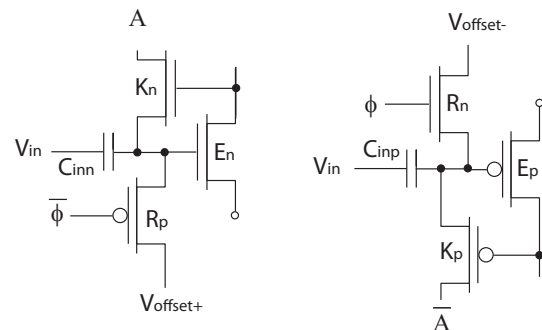 A
Kn
Vin
Cinn
En
φ̅
Rp
Voffset+
Voffset-
φ
Rn
Vin
Cinp
Ep
Kp
A̅